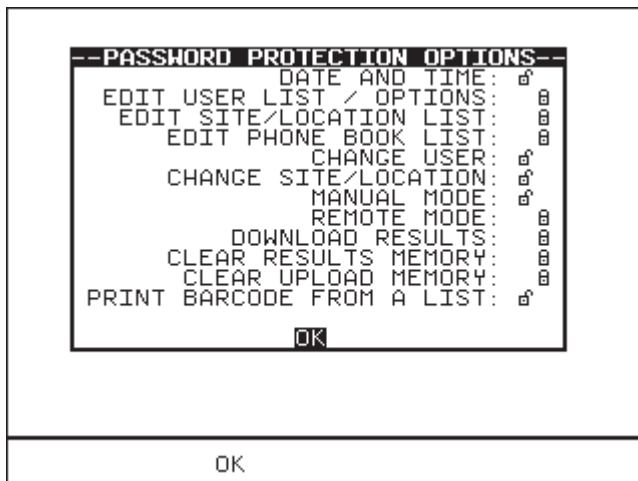 --PASSWORD PROTECTION OPTIONS--
DATE AND TIME:
EDIT USER LIST / OPTIONS:
EDIT SITE/LOCATION LIST:
EDIT PHONE BOOK LIST:
CHANGE USER:
CHANGE SITE/LOCATION:
MANUAL MODE:
REMOTE MODE:
DOWNLOAD RESULTS:
CLEAR RESULTS MEMORY:
CLEAR UPLOAD MEMORY:
PRINT BARCODE FROM A LIST:
OK
OK